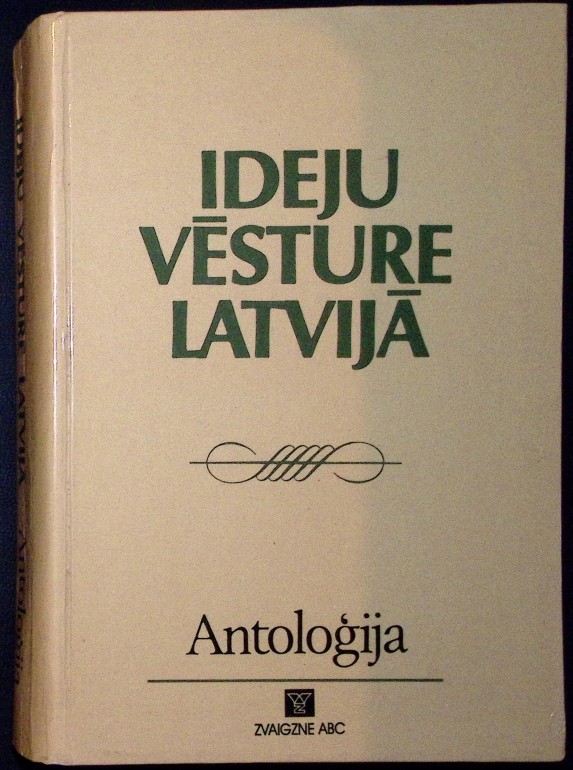 IDEJU
VĒSTURE
LATVIJĀ
Antoloģija
ZVAIGZNE ABC
IDEJU VĒSTURE LATVIJĀ Antoloģija